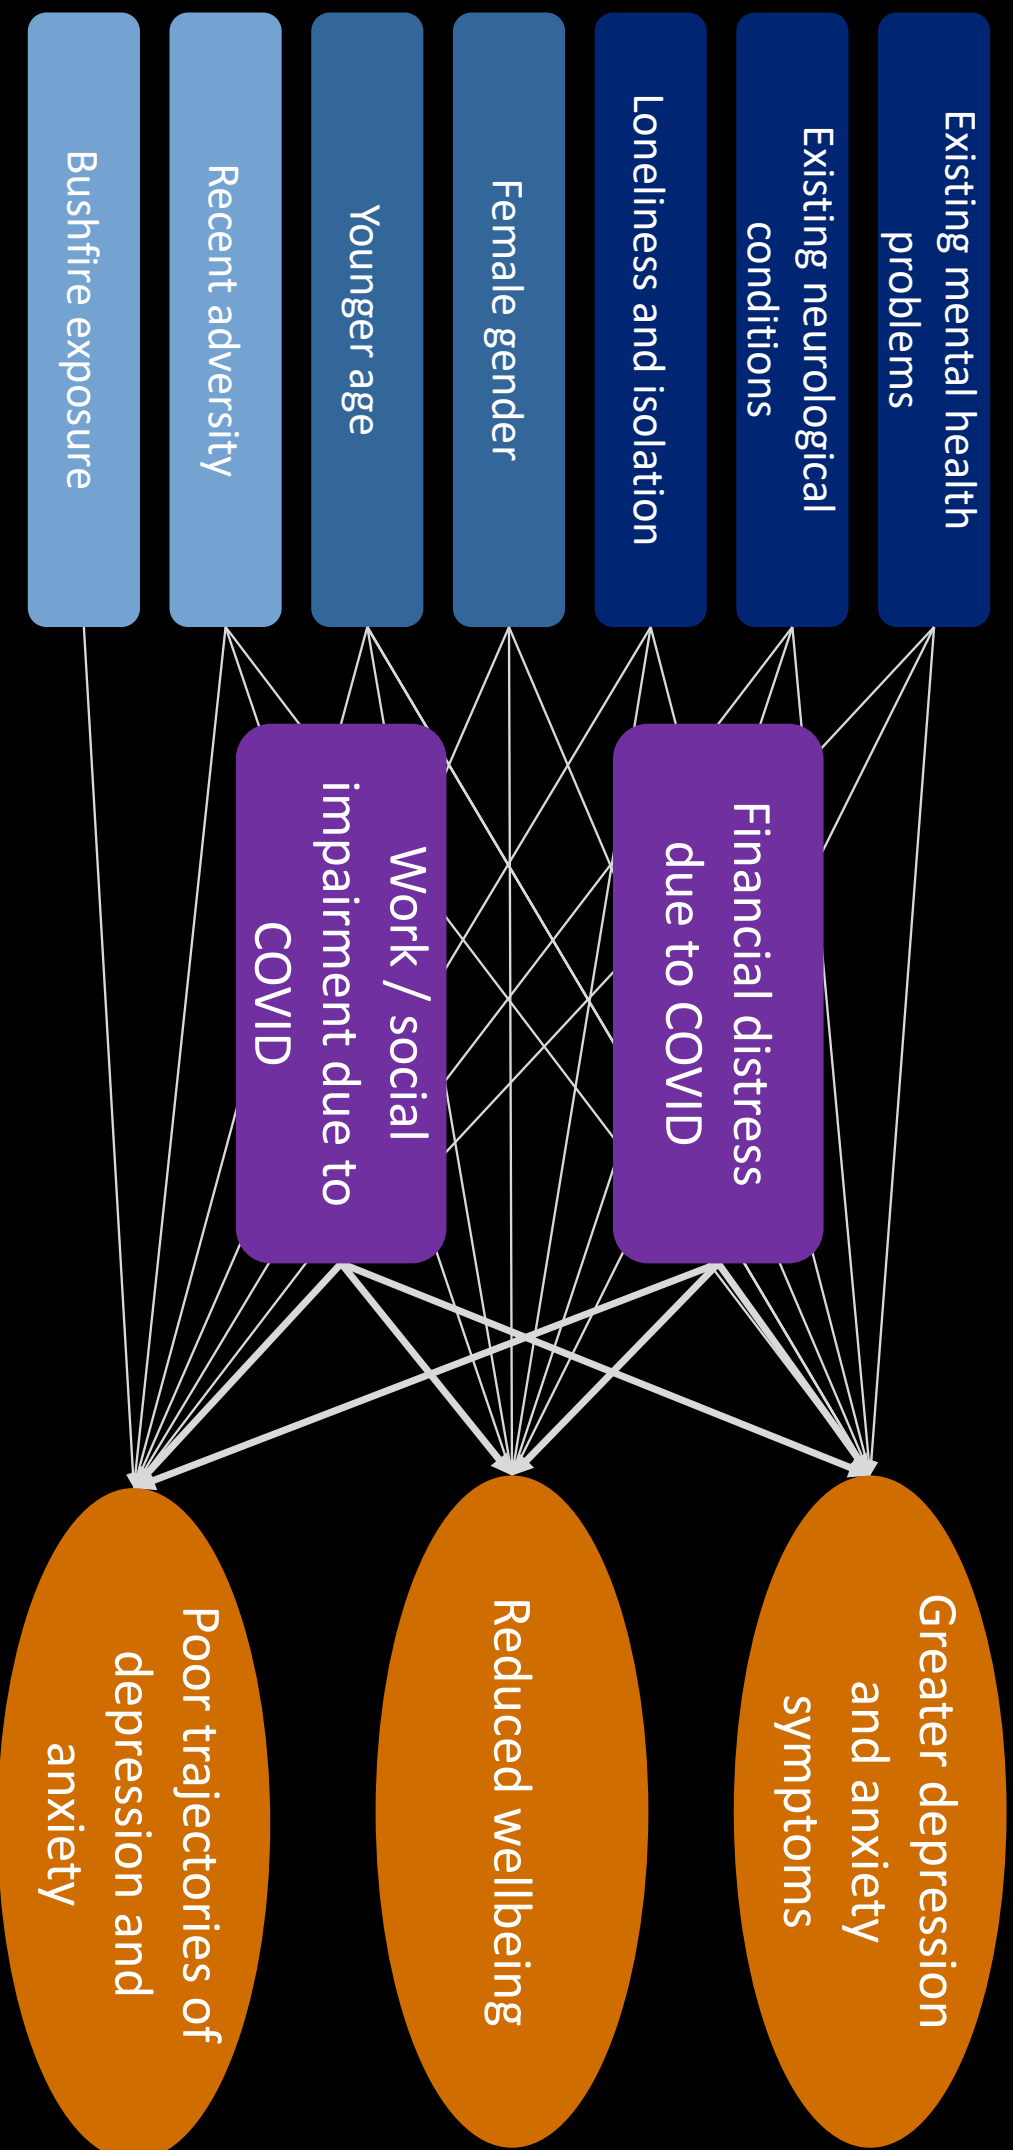 Existing mental health
problems
Existing neurological
conditions
Loneliness and isolation
Female gender
Younger age
Recent adversity
Bushfire exposure
Financial distress
due to COVID
Work / social
impairment due to
COVID
Greater depression
and anxiety
symptoms
Reduced wellbeing
Poor trajectories of
depression and
anxiety